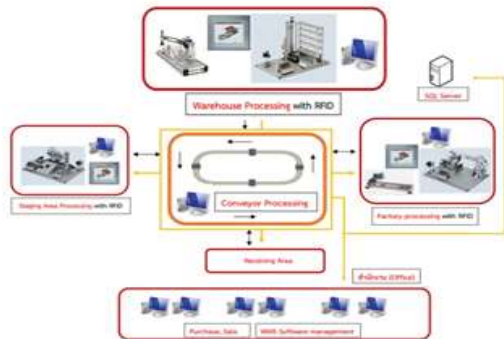 Warehouse Processing with RFID
SQL Server
Staging Area Processing with RFID
Conveyor Processing
Factory processing with RFID
Receiving Area
สำนักงาน (Office)
Purchase, Sale
WMS Software management